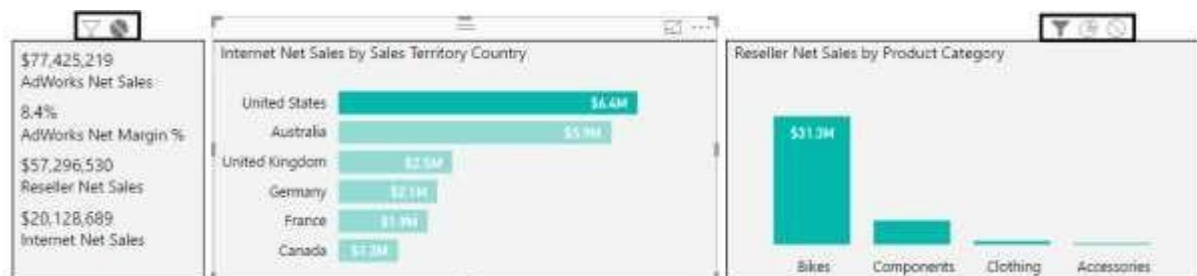 $77,425,219
AdWorks Net Sales
8.4%
AdWorks Net Margin %
$57,296,530
Reseller Net Sales
$20,128,689
Internet Net Sales
Internet Net Sales by Sales Territory Country
United States $6.4M
Australia $5.9M
United Kingdom $2.5M
Germany $2.1M
France $1.9M
Canada
Reseller Net Sales by Product Category
$31.3M
Bikes Components Clothing Accessories